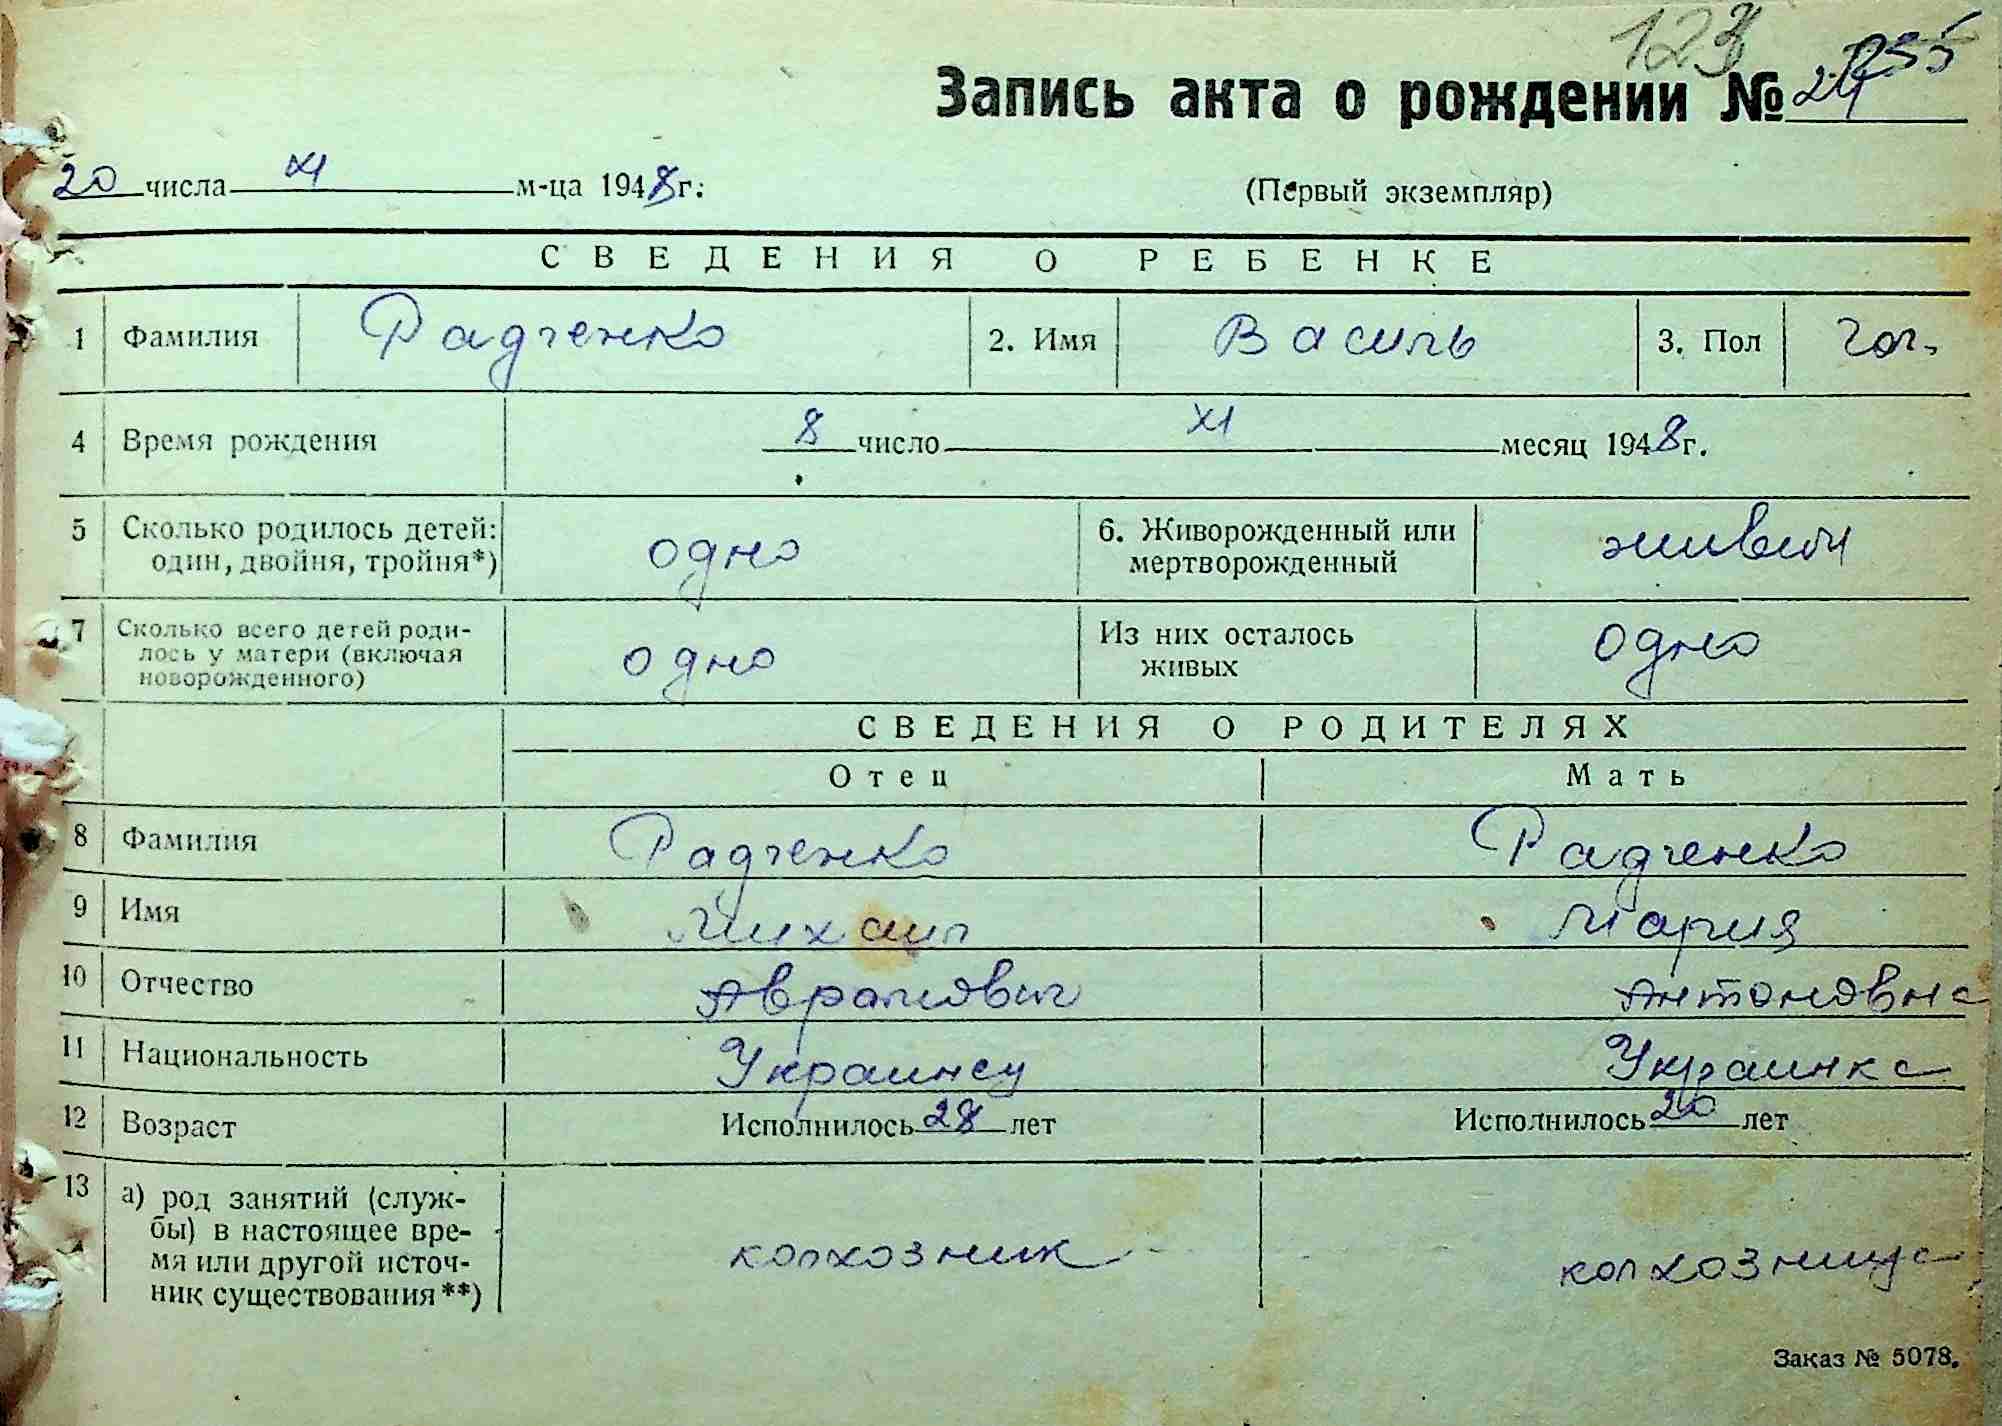 123
Запись акта о рождении №
20 числа XI м-ца 1948 г.
(Первый экземпляр)
СВЕДЕНИЯ О РЕБЕНКЕ
1 Фамилия Радченко 2. Имя Василь 3. Пол чол.
4 Время рождения 8 число XI месяц 1948 г.
5 Сколько родилось детей: один, двойня, тройня*) одно 6. Живорожденный или мертворожденный живым
7 Сколько всего детей родилось у матери (включая новорожденного) одно Из них осталось живых одно
СВЕДЕНИЯ О РОДИТЕЛЯХ
Отец Мать
8 Фамилия Радченко Радченко
9 Имя Михаил Мария
10 Отчество Аврамович Антоновна
11 Национальность Украинец Украинка
12 Возраст Исполнилось 28 лет Исполнилось 20 лет
13 а) род занятий (службы) в настоящее время или другой источник существования**) колхозник колхозница
Заказ № 5078.